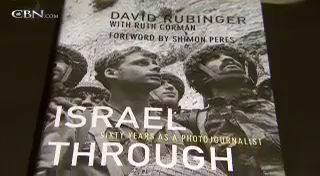 CBN.com
DAVID RUBINGER
WITH RUTH CORMAN
FOREWORD BY SHIMON PERES
ISRAEL
SIXTY YEARS AS A PHOTOJOURNALIST
THROUGH